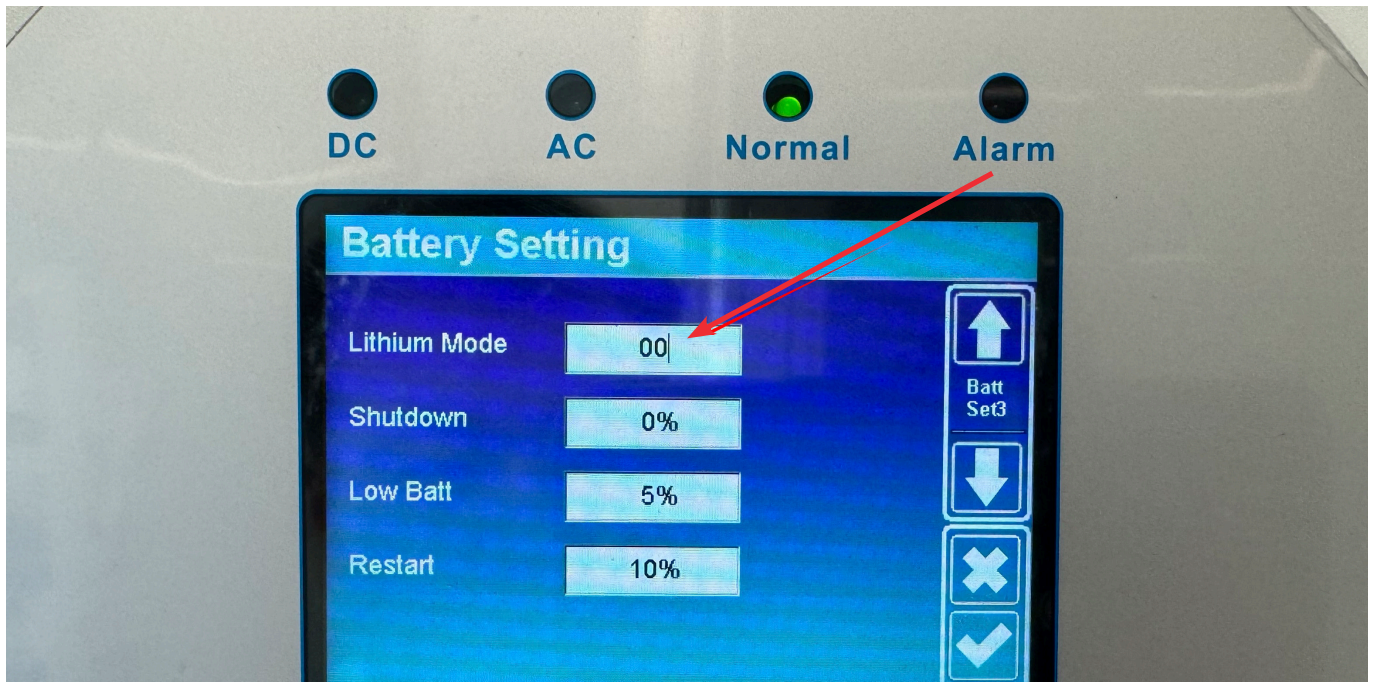 DC AC Normal Alarm
Battery Setting
Lithium Mode 00
Batt
Set3
Shutdown 0%
Low Batt 5%
Restart 10%